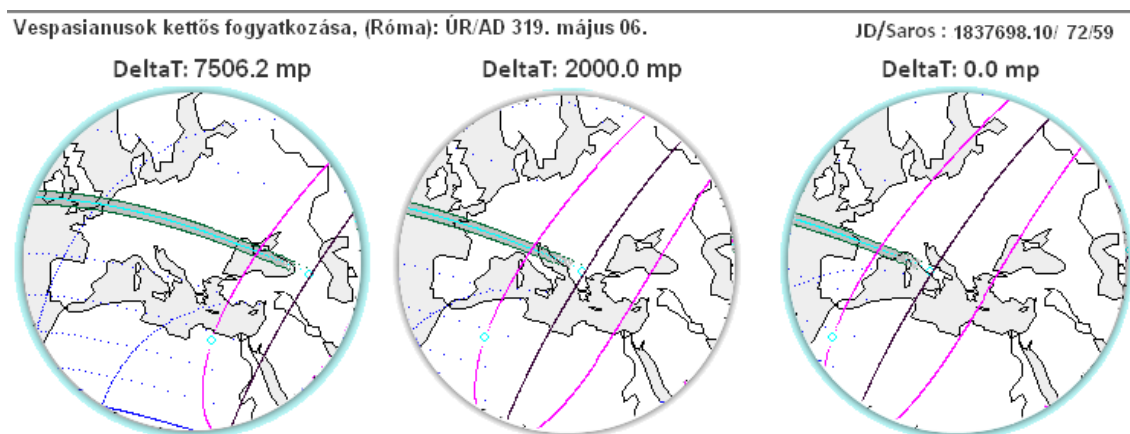 Vespasianusok kettős fogyatkozása, (Róma): ÚR/AD 319. május 06.
JD/Saros : 1837698.10/ 72/59
DeltaT: 7506.2 mp
DeltaT: 2000.0 mp
DeltaT: 0.0 mp